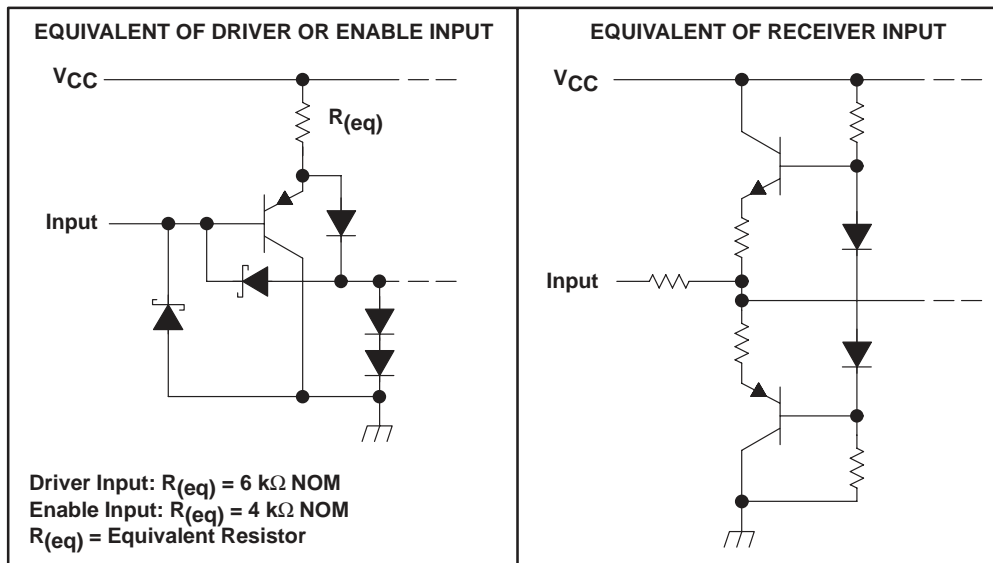 EQUIVALENT OF DRIVER OR ENABLE INPUT
VCC
R(eq)
Input
Driver Input: R(eq) = 6 kΩ NOM
Enable Input: R(eq) = 4 kΩ NOM
R(eq) = Equivalent Resistor
EQUIVALENT OF RECEIVER INPUT
VCC
Input